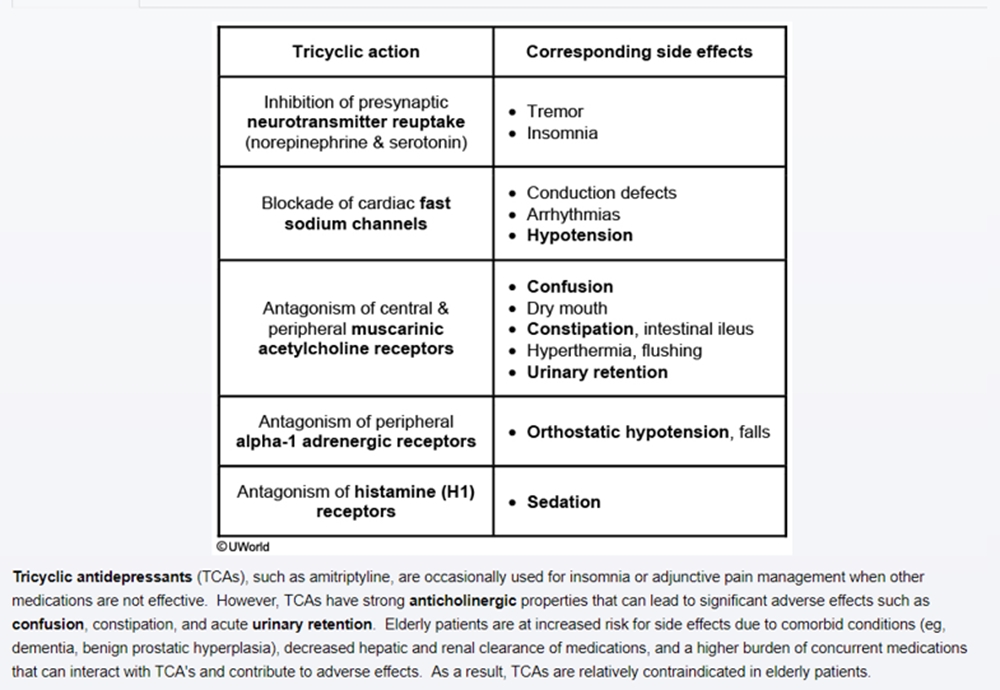 Tricyclic action
Corresponding side effects
Inhibition of presynaptic
neurotransmitter reuptake
(norepinephrine & serotonin)
• Tremor
• Insomnia
Blockade of cardiac fast
sodium channels
• Conduction defects
• Arrhythmias
• Hypotension
Antagonism of central &
peripheral muscarinic
acetylcholine receptors
• Confusion
• Dry mouth
• Constipation, intestinal ileus
• Hyperthermia, flushing
• Urinary retention
Antagonism of peripheral
alpha-1 adrenergic receptors
• Orthostatic hypotension, falls
Antagonism of histamine (H1)
receptors
• Sedation
©UWorld
Tricyclic antidepressants (TCAs), such as amitriptyline, are occasionally used for insomnia or adjunctive pain management when other
medications are not effective. However, TCAs have strong anticholinergic properties that can lead to significant adverse effects such as
confusion, constipation, and acute urinary retention. Elderly patients are at increased risk for side effects due to comorbid conditions (eg,
dementia, benign prostatic hyperplasia), decreased hepatic and renal clearance of medications, and a higher burden of concurrent medications
that can interact with TCA's and contribute to adverse effects. As a result, TCAs are relatively contraindicated in elderly patients.